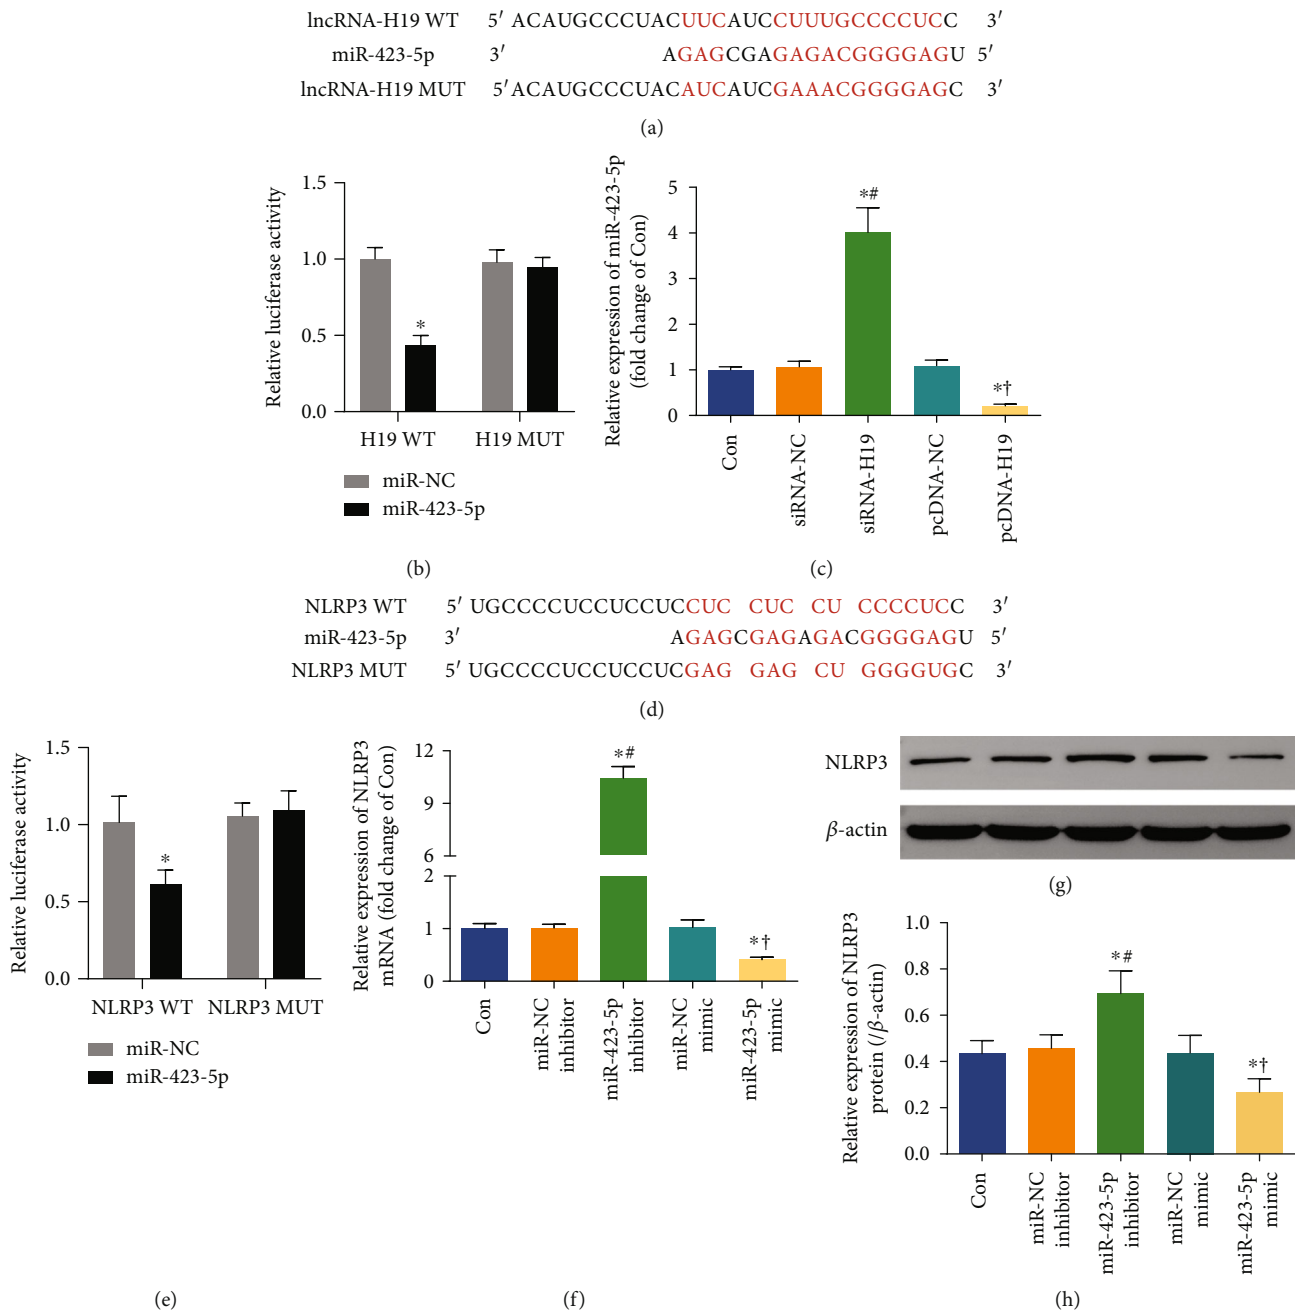 lncRNA-H19 WT 5′ ACAUGCCCUACUUCAUCCUUUGCCCCUCC 3′
miR-423-5p 3′ AGAGCGAGAGACGGGGAGU 5′
lncRNA-H19 MUT 5′ ACAUGCCCUACAUCAUCGAAACGGGGAGC 3′
(a)
Relative luciferase activity
1.5
1.0
0.5
0.0
*
H19 WT H19 MUT
miR-NC
miR-423-5p
(b)
Relative expression of miR-423-5p
(fold change of Con)
5
4
3
2
1
0
*#
*†
Con
siRNA-NC
siRNA-H19
pcDNA-NC
pcDNA-H19
(c)
NLRP3 WT 5′ UGCCCCUCCUCCUCCUC CUC CU CCCCUCC 3′
miR-423-5p 3′ AGAGCGAGAGACGGGGAGU 5′
NLRP3 MUT 5′ UGCCCCUCCUCCUCGAG GAG CU GGGGUGC 3′
(d)
Relative luciferase activity
1.5
1.0
0.5
0.0
*
NLRP3 WT NLRP3 MUT
miR-NC
miR-423-5p
(e)
Relative expression of NLRP3
mRNA (fold change of Con)
12
10
8
6
2
1
0
*#
*†
Con
miR-NC
inhibitor
miR-423-5p
inhibitor
miR-NC
mimic
miR-423-5p
mimic
(f)
NLRP3
β-actin
(g)
Relative expression of NLRP3
protein (/β-actin)
1.0
0.8
0.6
0.4
0.2
0.0
*#
*†
Con
miR-NC
inhibitor
miR-423-5p
inhibitor
miR-NC
mimic
miR-423-5p
mimic
(h)